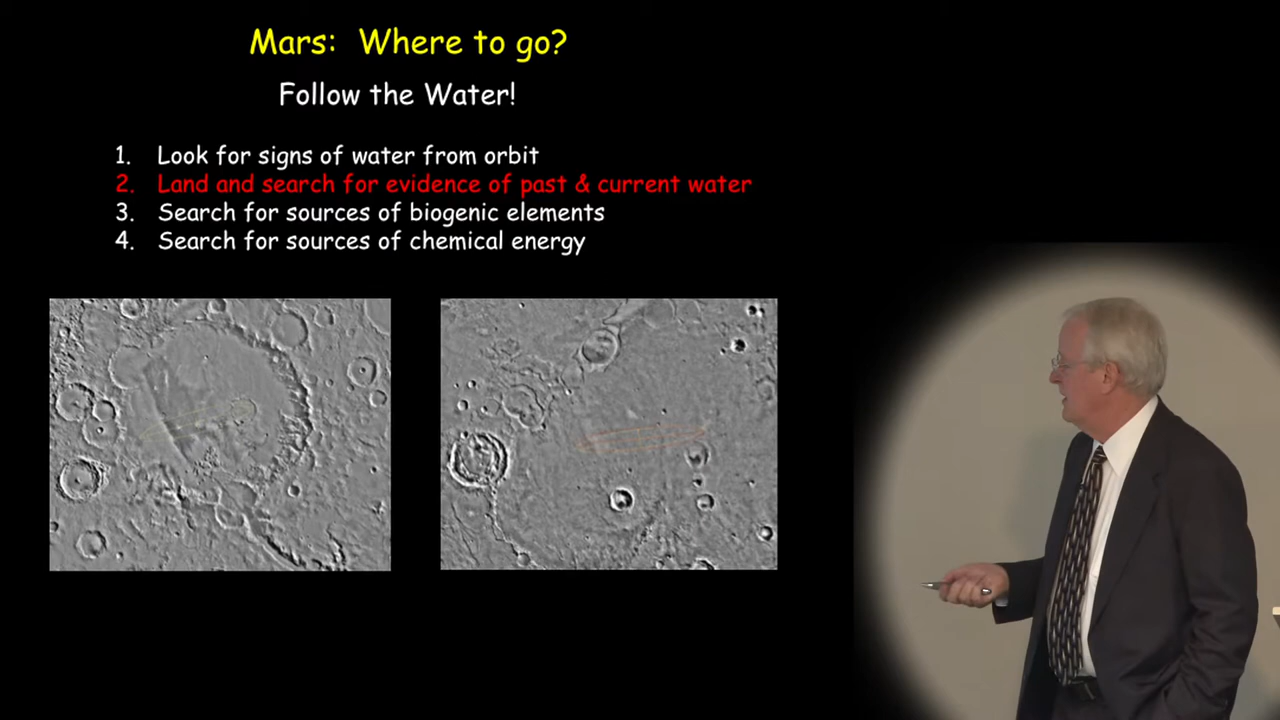 Mars: Where to go?
Follow the Water!
1. Look for signs of water from orbit
2. Land and search for evidence of past & current water
3. Search for sources of biogenic elements
4. Search for sources of chemical energy